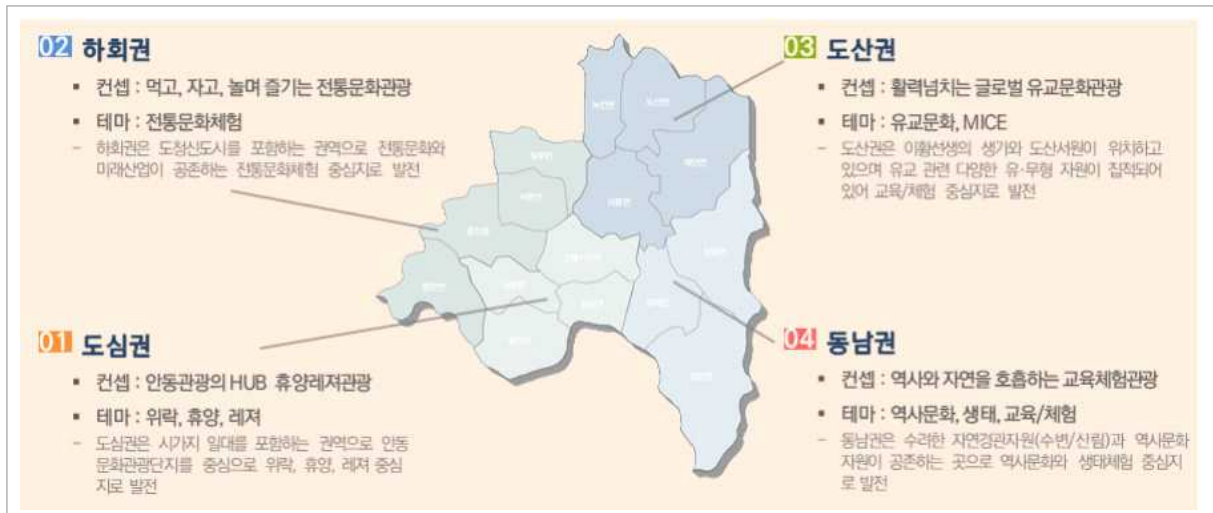 02 하회권
▪ 컨셉 : 먹고, 자고, 놀며 즐기는 전통문화관광
▪ 테마 : 전통문화체험
- 하회권은 도청신도시를 포함하는 권역으로 전통문화와
미래산업이 공존하는 전통문화체험 중심지로 발전
03 도산권
▪ 컨셉 : 활력넘치는 글로벌 유교문화관광
▪ 테마 : 유교문화, MICE
- 도산권은 이황선생의 생가와 도산서원이 위치하고
있으며 유교 관련 다양한 유·무형 자원이 집적되어
있어 교육/체험 중심지로 발전
01 도심권
▪ 컨셉 : 안동관광의 HUB 휴양레져관광
▪ 테마 : 위락, 휴양, 레져
- 도심권은 시가지 일대를 포함하는 권역으로 안동
문화관광단지를 중심으로 위락, 휴양, 레져 중심
지로 발전
04 동남권
▪ 컨셉 : 역사와 자연을 호흡하는 교육체험관광
▪ 테마 : 역사문화, 생태, 교육/체험
- 동남권은 수려한 자연경관자원(수변/산림)과 역사문화
자원이 공존하는 곳으로 역사문화와 생태체험 중심지
로 발전